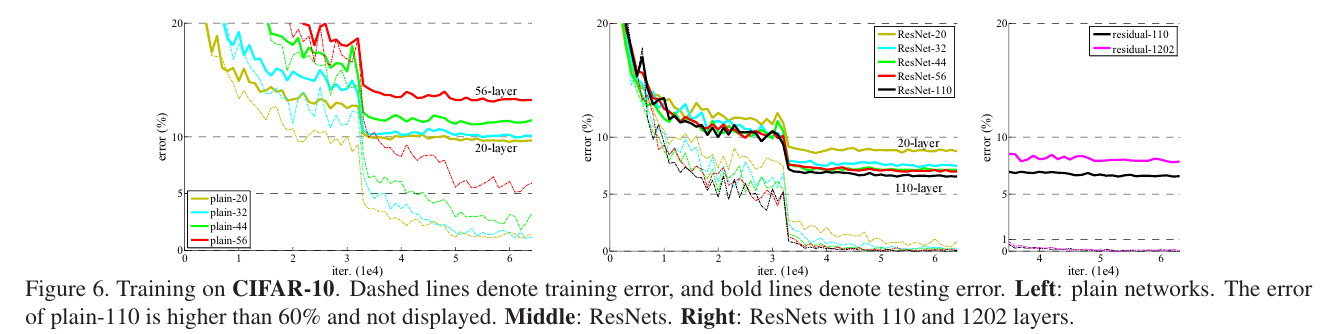 20
10
5
0
error (%)
0 1 2 3 4 5 6
iter. (1e4)
56-layer
20-layer
plain-20
plain-32
plain-44
plain-56
20
10
5
0
error (%)
0 1 2 3 4 5 6
iter. (1e4)
20-layer
110-layer
ResNet-20
ResNet-32
ResNet-44
ResNet-56
ResNet-110
20
10
5
1
0
error (%)
4 5 6
iter. (1e4)
residual-110
residual-1202
Figure 6. Training on CIFAR-10. Dashed lines denote training error, and bold lines denote testing error. Left: plain networks. The error
of plain-110 is higher than 60% and not displayed. Middle: ResNets. Right: ResNets with 110 and 1202 layers.